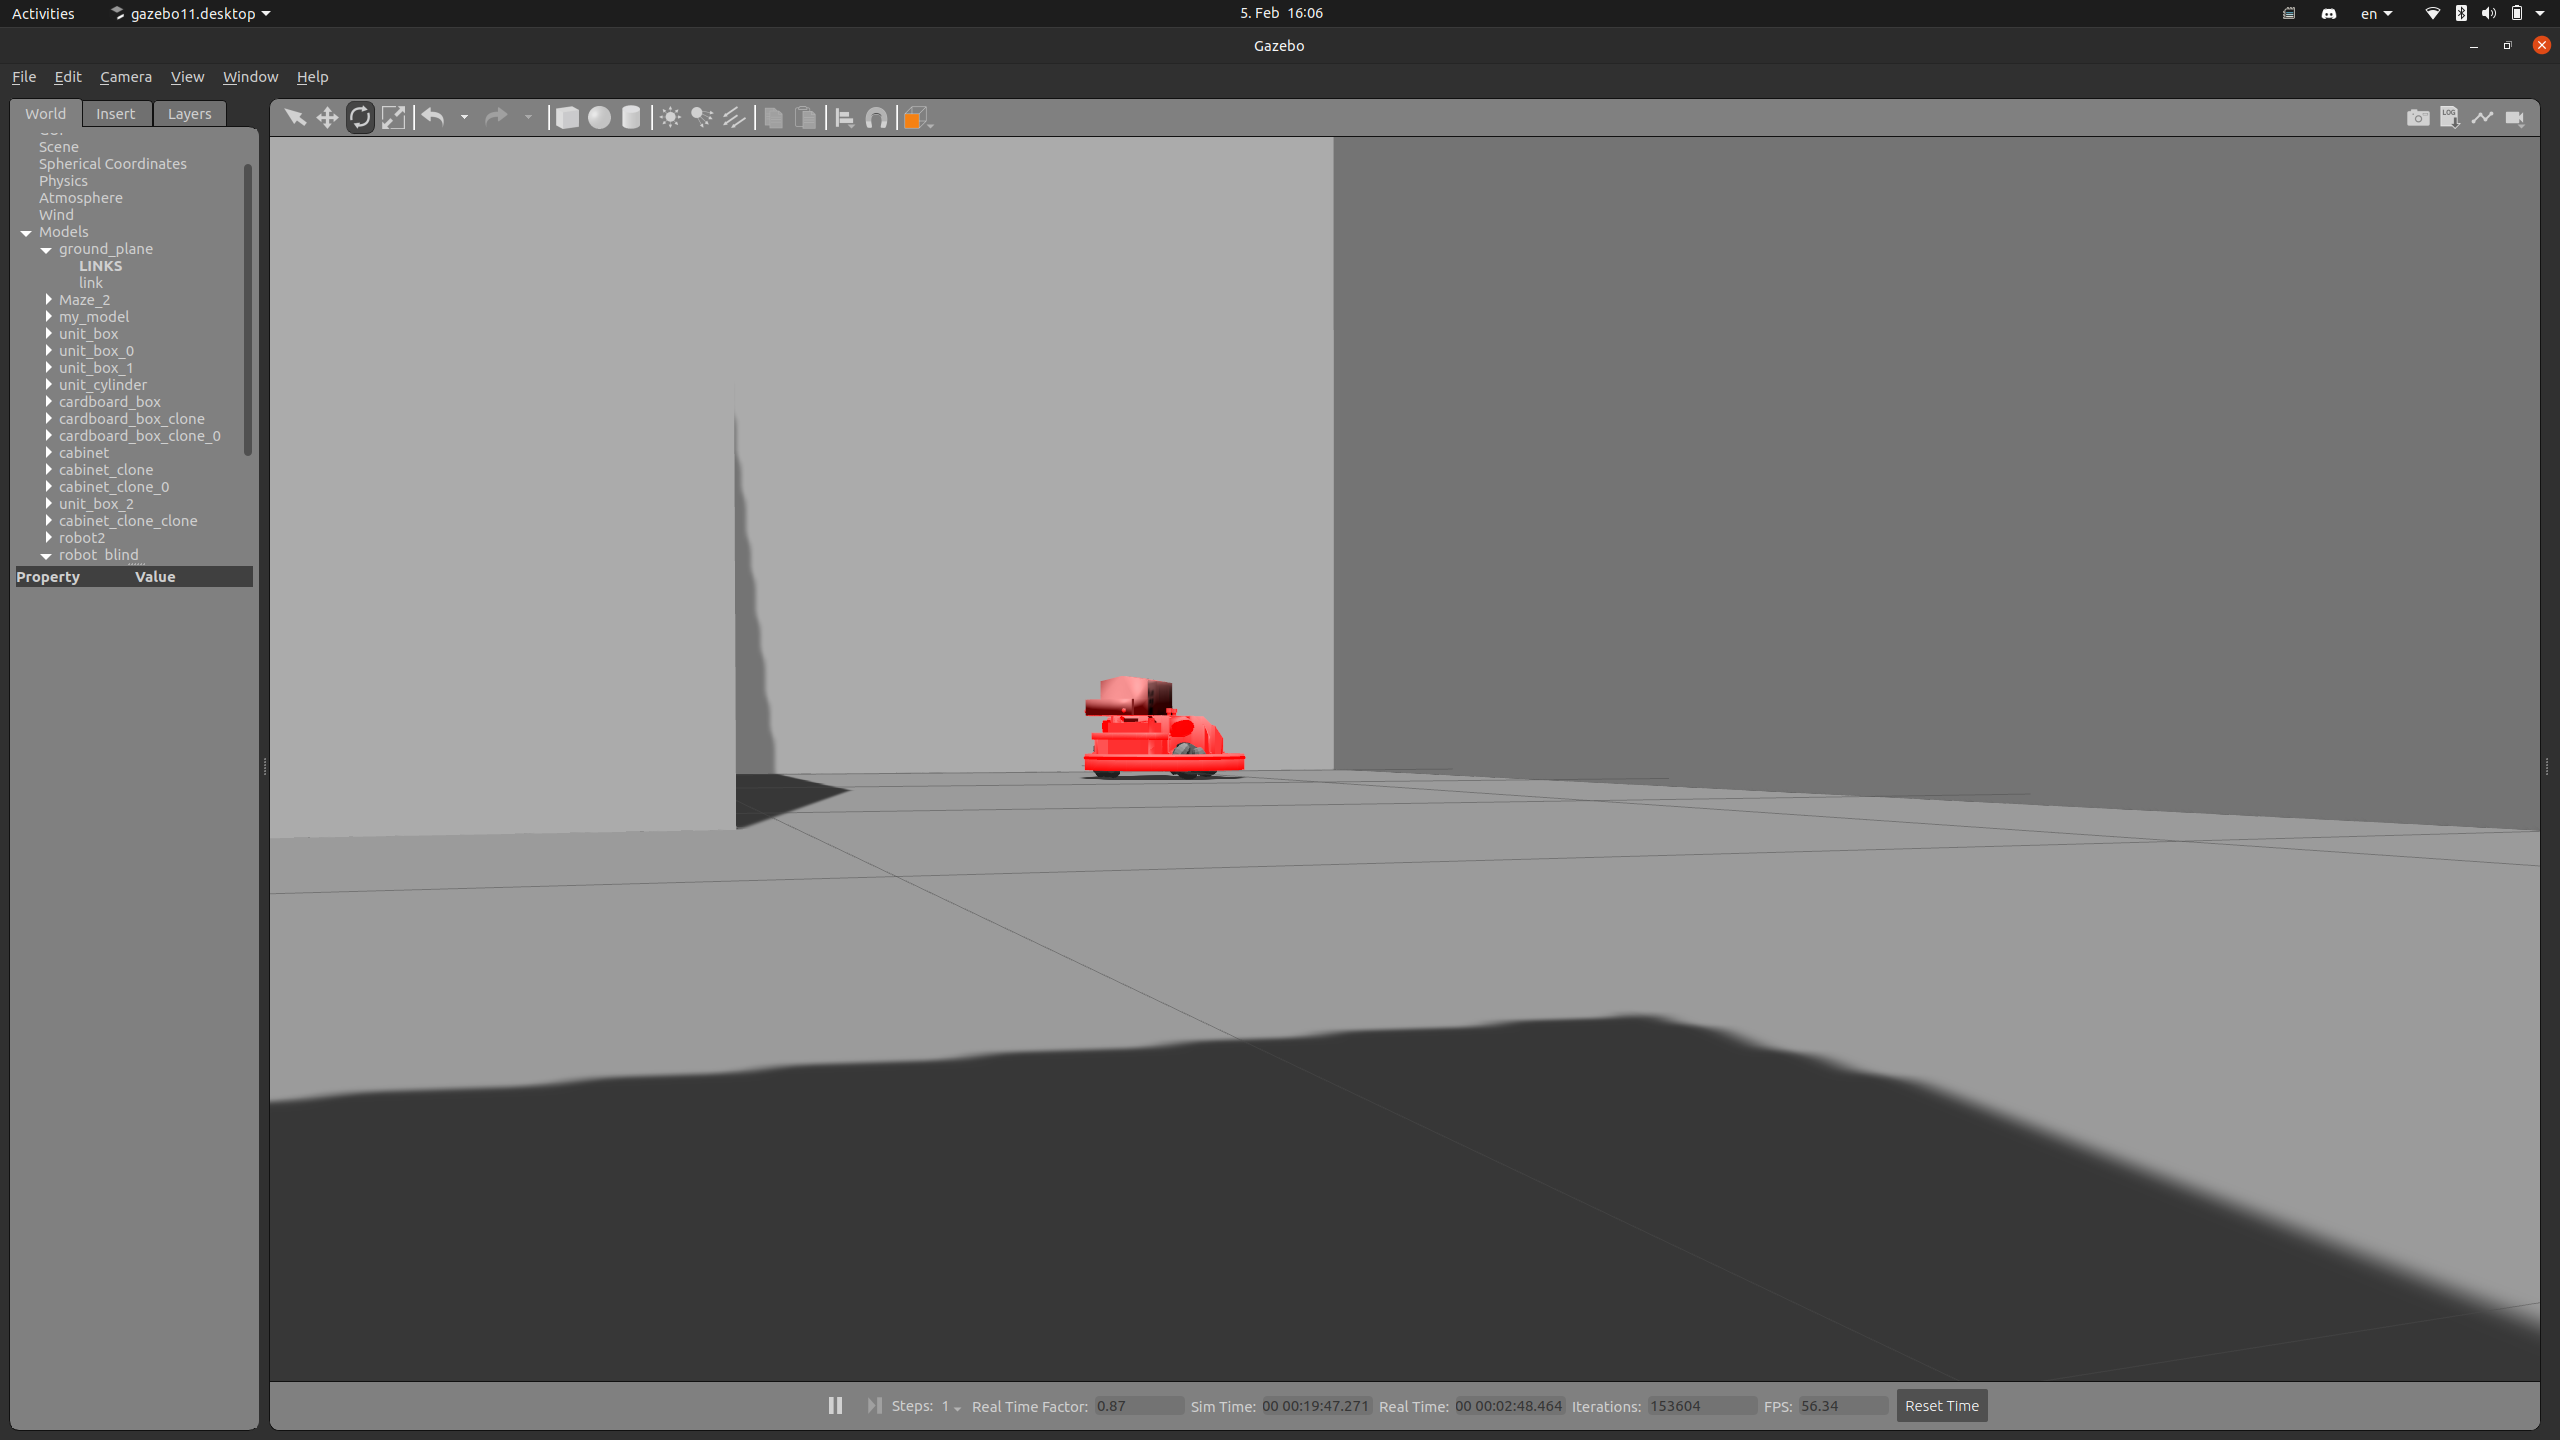 Activities gazebo11.desktop 5. Feb 16:06 en
Gazebo
File Edit Camera View Window Help
World Insert Layers
LOG
Scene
Spherical Coordinates
Physics
Atmosphere
Wind
Models
ground_plane
LINKS
link
Maze_2
my_model
unit_box
unit_box_0
unit_box_1
unit_cylinder
cardboard_box
cardboard_box_clone
cardboard_box_clone_0
cabinet
cabinet_clone
cabinet_clone_0
unit_box_2
cabinet_clone_clone
robot2
robot_blind
Property Value
Steps: 1 Real Time Factor: 0.87 Sim Time: 00 00:19:47.271 Real Time: 00 00:02:48.464 Iterations: 153604 FPS: 56.34 Reset Time